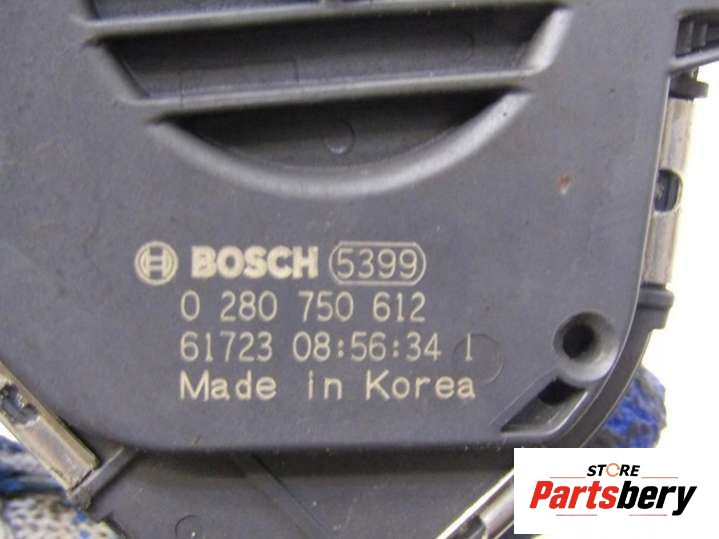 BOSCH 5399
0 280 750 612
61723 08:56:34 1
Made in Korea
STORE
Partsbery